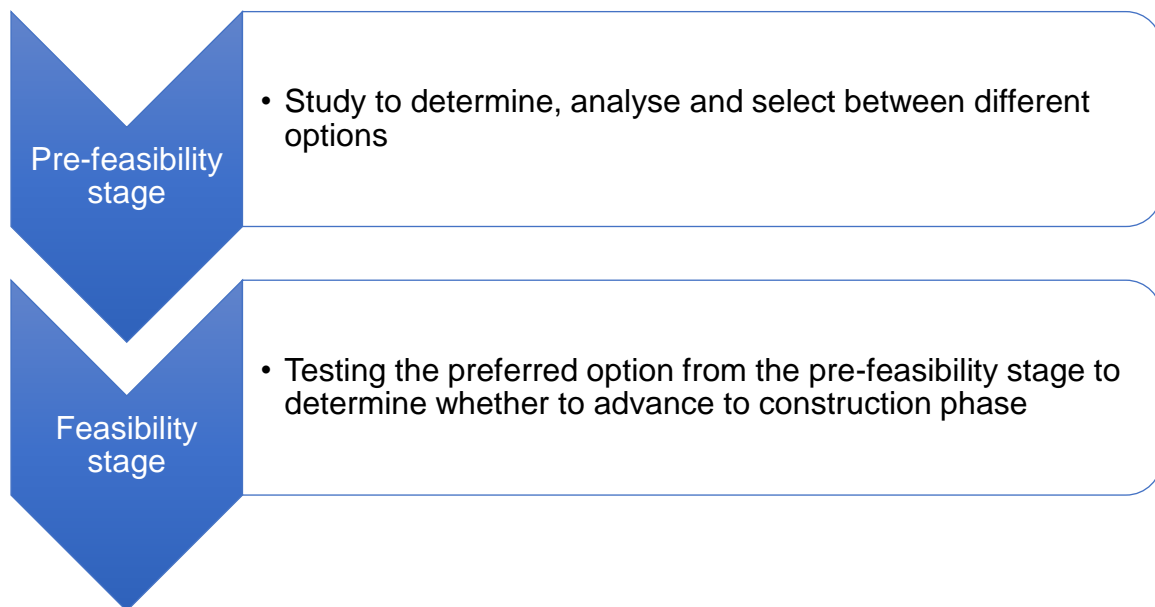 Pre-feasibility
stage
• Study to determine, analyse and select between different
options
Feasibility
stage
• Testing the preferred option from the pre-feasibility stage to
determine whether to advance to construction phase